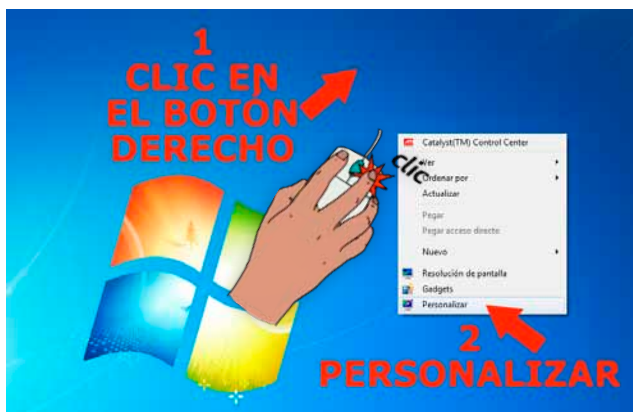 1
CLIC EN
EL BOTÓN
DERECHO
clic
Catalyst(TM) Control Center
Ver
Ordenar por
Actualizar
Pegar
Pegar acceso directo
Nuevo
Resolución de pantalla
Gadgets
Personalizar
2
PERSONALIZAR